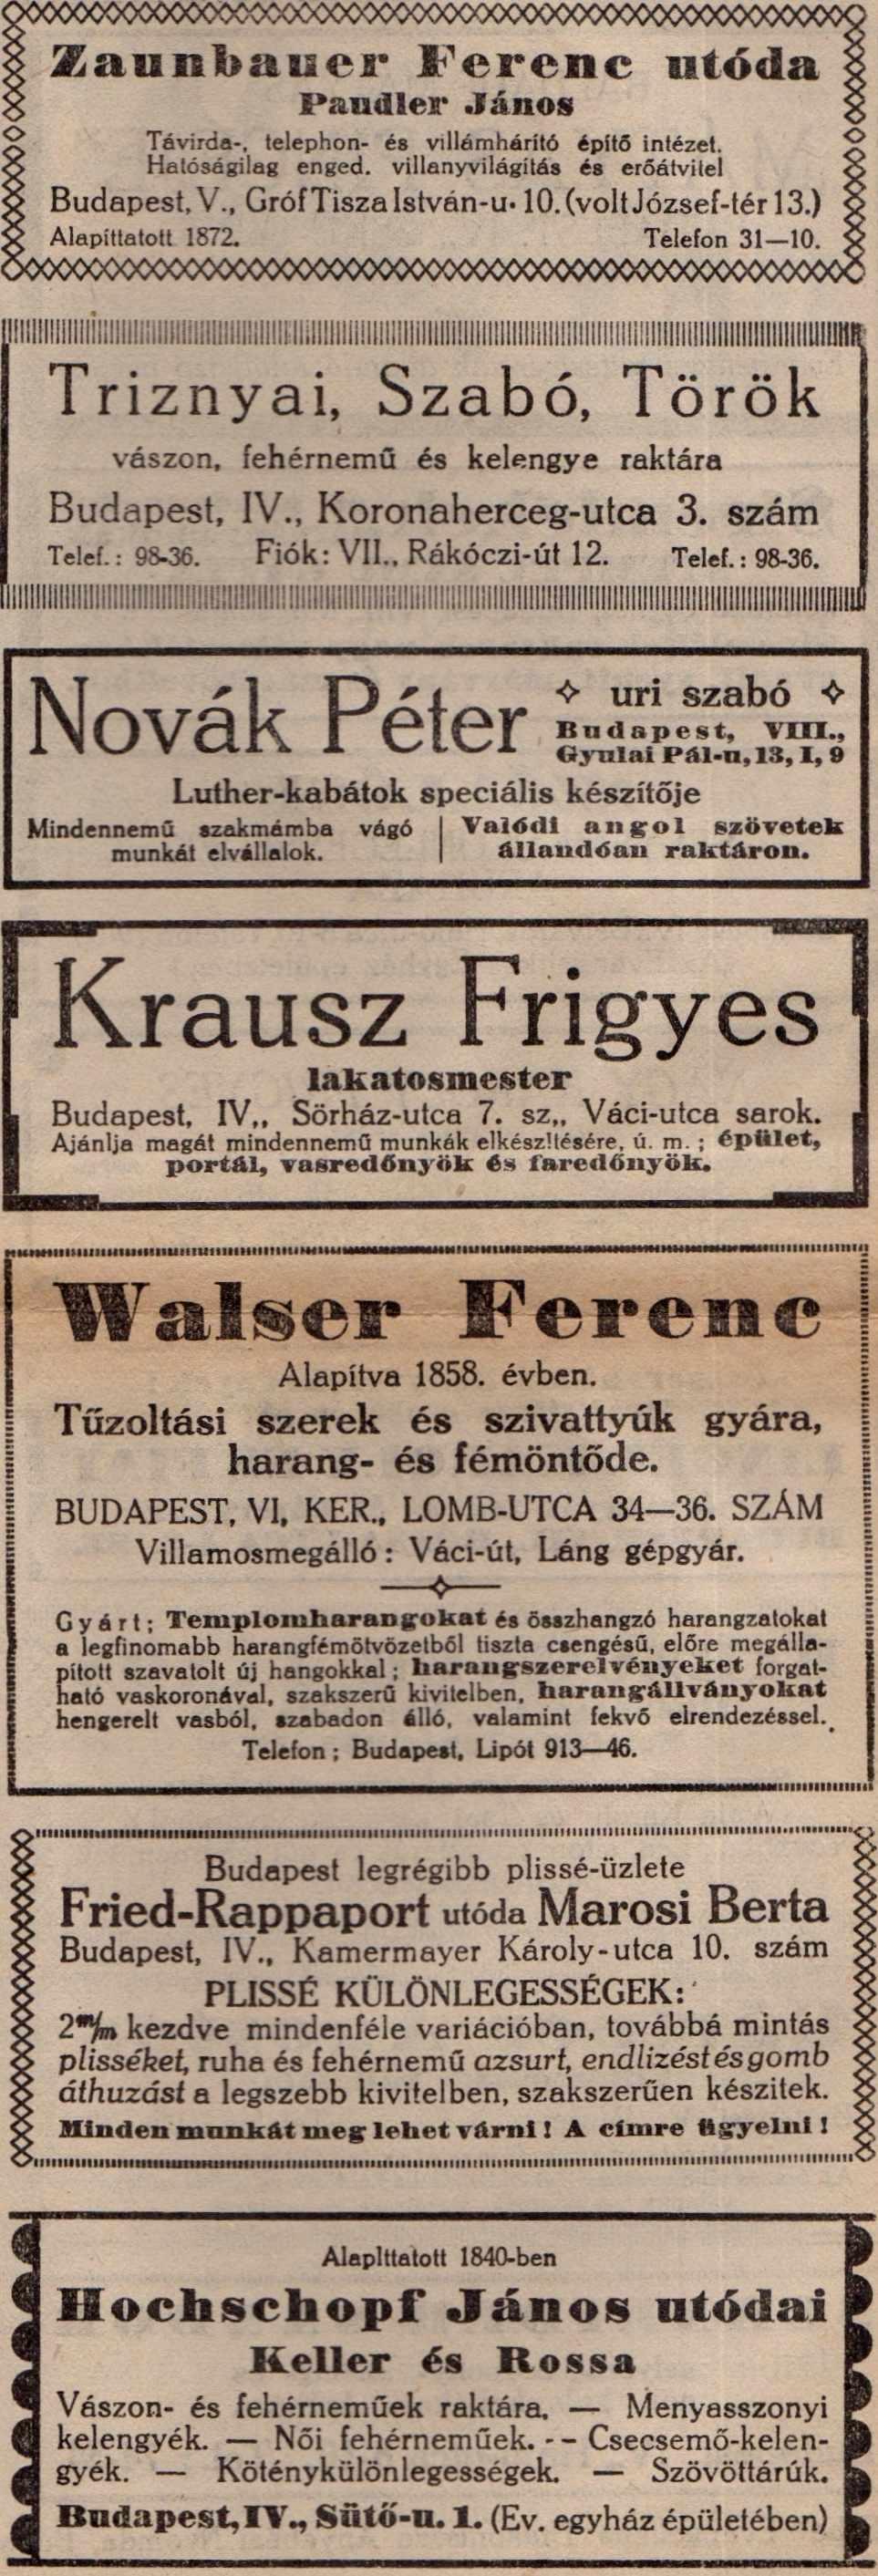 Zaunbauer Ferenc utóda
Paudler János
Távirda-, telephon- és villámhárító építő intézet.
Hatóságilag enged. villanyvilágítás és erőátvitel
Budapest, V., Gróf Tisza István-u. 10. (volt József-tér 13.)
Alapíttatott 1872. Telefon 31—10.
Triznyai, Szabó, Török
vászon, fehérnemű és kelengye raktára
Budapest, IV., Koronaherceg-utca 3. szám
Telef.: 98-36. Fiók: VII., Rákóczi-út 12. Telef.: 98-36.
Novák Péter
uri szabó
Budapest, VIII.,
Gyulai Pál-u, 13, I, 9
Luther-kabátok speciális készítője
Mindennemű szakmámba vágó
munkát elvállalok.
Valódi angol szövetek
állandóan raktáron.
Krausz Frigyes
lakatosmester
Budapest, IV,, Sörház-utca 7. sz,, Váci-utca sarok.
Ajánlja magát mindennemű munkák elkészítésére, ú. m. ; épület,
portál, vasredőnyök és faredőnyök.
Walser Ferenc
Alapítva 1858. évben.
Tűzoltási szerek és szivattyúk gyára,
harang- és fémöntőde.
BUDAPEST, VI, KER., LOMB-UTCA 34—36. SZÁM
Villamosmegálló: Váci-út, Láng gépgyár.
Gyárt; Templomharangokat és összhangzó harangzatokat
a legfinomabb harangfémötvözetből tiszta csengésű, előre megálla-
pított szavatolt új hangokkal; harangszerelvényeket forgat-
ható vaskoronával, szakszerű kivitelben, harangállványokat
hengerelt vasból, szabadon álló, valamint fekvő elrendezéssel.
Telefon; Budapest, Lipót 913—46.
Budapest legrégibb plissé-üzlete
Fried-Rappaport utóda Marosi Berta
Budapest, IV., Kamermayer Károly-utca 10. szám
PLISSÉ KÜLÖNLEGESSÉGEK:
2 m/m kezdve mindenféle variációban, továbbá mintás
plisséket, ruha és fehérnemű azsurt, endlizést és gomb
áthuzást a legszebb kivitelben, szakszerűen készitek.
Minden munkát meg lehet várni! A címre ügyelni!
Alapíttatott 1840-ben
Hochschopf János utódai
Keller és Rossa
Vászon- és fehérneműek raktára. — Menyasszonyi
kelengyék. — Női fehérneműek. -- Csecsemő-kelen-
gyék. — Kötény­különlegességek. — Szövöttárúk.
Budapest, IV., Sütő-u. 1. (Ev. egyház épületében)